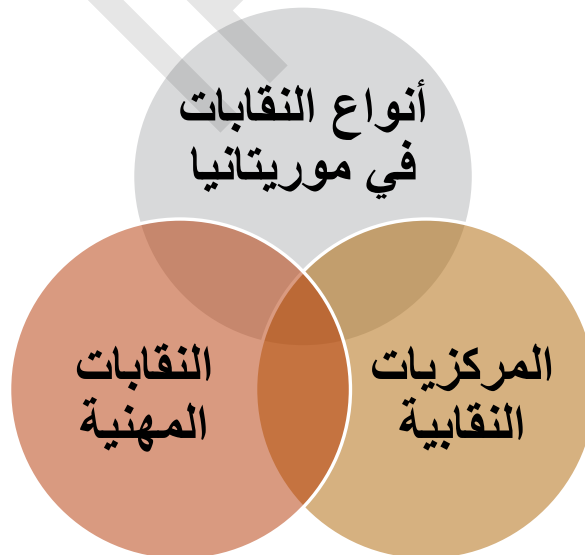 أنواع النقابات
في موريتانيا
المركزيات
النقابية
النقابات
المهنية